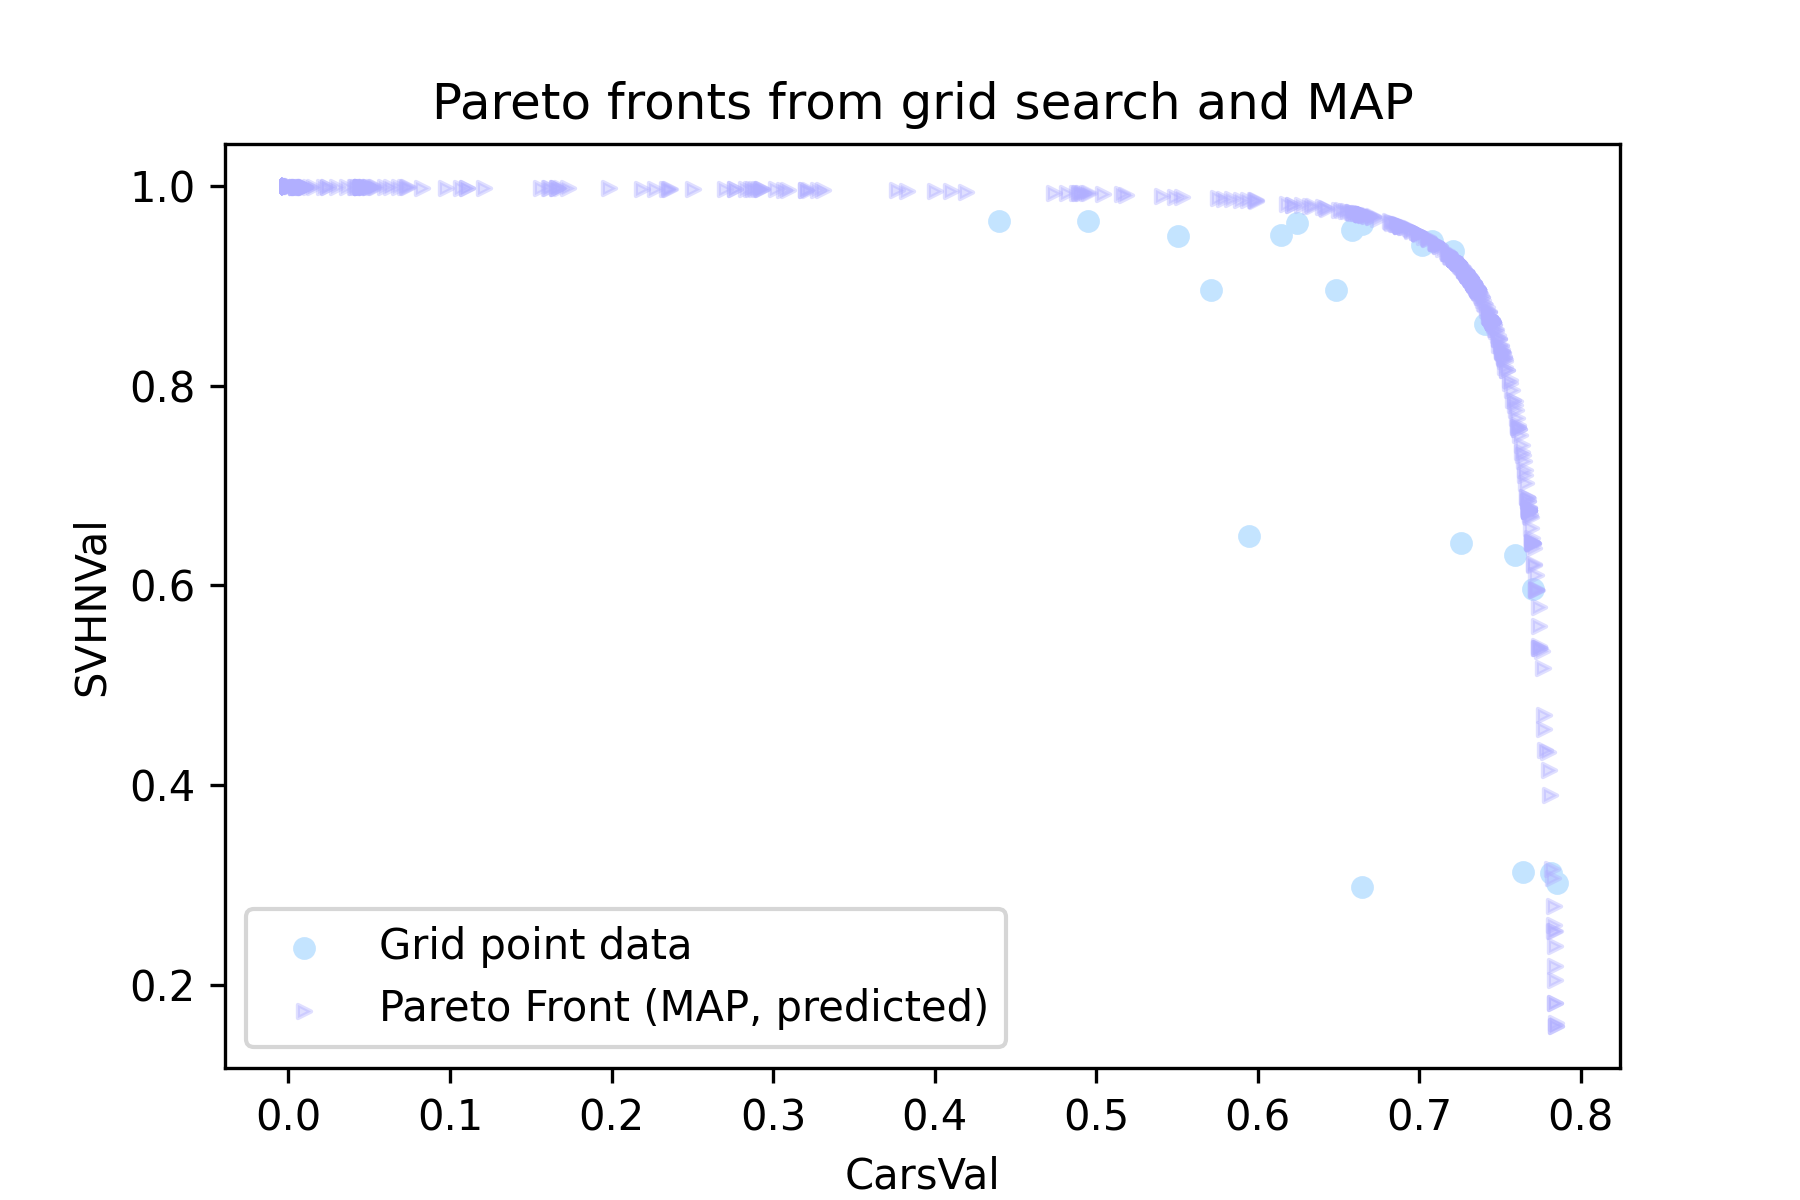 Pareto fronts from grid search and MAP
1.0
0.8
0.6
0.4
0.2
SVHNVal
Grid point data
Pareto Front (MAP, predicted)
0.0 0.1 0.2 0.3 0.4 0.5 0.6 0.7 0.8
CarsVal